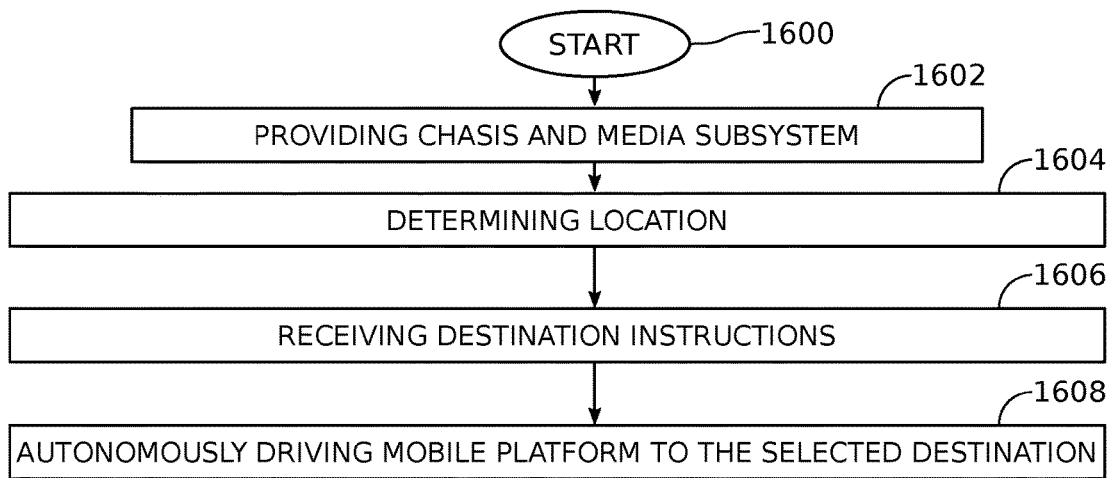 START
1600
1602
PROVIDING CHASIS AND MEDIA SUBSYSTEM
1604
DETERMINING LOCATION
1606
RECEIVING DESTINATION INSTRUCTIONS
1608
AUTONOMOUSLY DRIVING MOBILE PLATFORM TO THE SELECTED DESTINATION